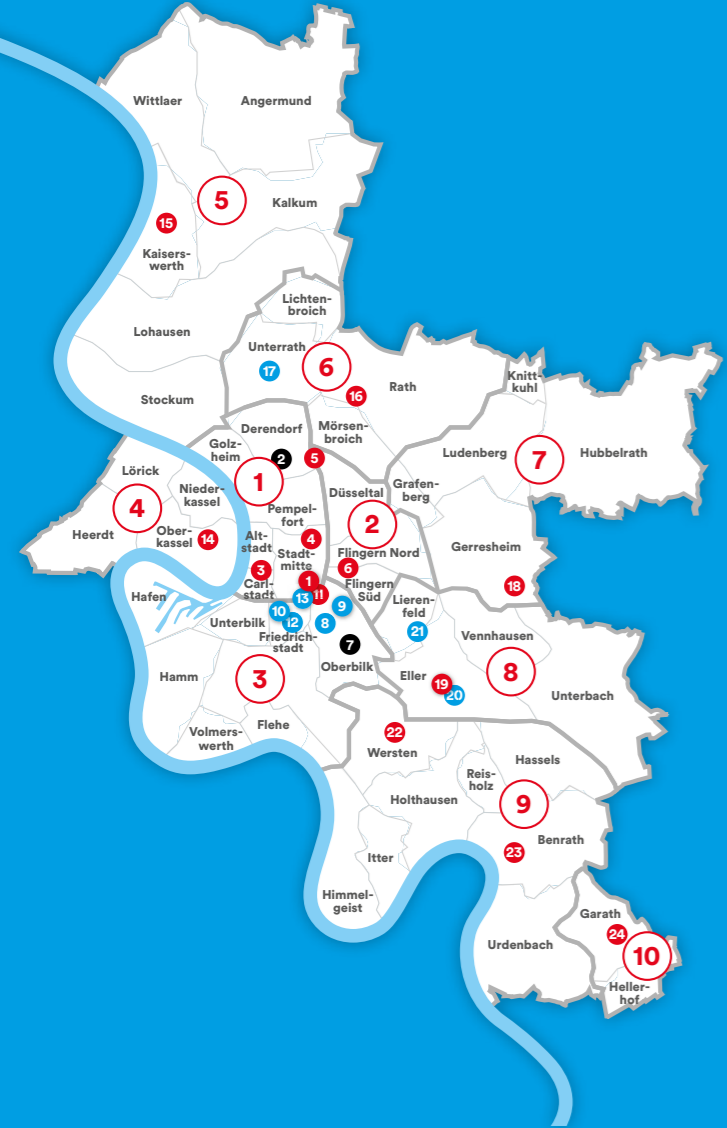 Wittlaer
Angermund
5
Kalkum
15
Kaisers-
werth
Lichten-
broich
Lohausen
Unterrath
6
17
Rath
Knitt-
kuhl
16
Stockum
Mörsen-
broich
Derendorf
Golz-
heim
2
5
Ludenberg
7
Hubbelrath
Lörick
1
Nieder-
kassel
Düsseltal
Grafen-
berg
4
Pempel-
fort
2
Heerdt
Ober-
kassel
14
Alt-
stadt
4
Stadt-
mitte
Flingern Nord
Gerresheim
3
6
Carl-
stadt
1
11
Flingern
Süd
18
Hafen
13
9
Lieren-
feld
10
12
8
Unterbilk
21
Vennhausen
Friedrich-
stadt
7
Oberbilk
Hamm
3
Eller
19
20
8
Unterbach
Flehe
22
Volmers-
werth
Wersten
Hassels
Reis-
holz
Holthausen
9
Benrath
23
Itter
Himmel-
geist
Garath
24
Urdenbach
10
Heller-
hof